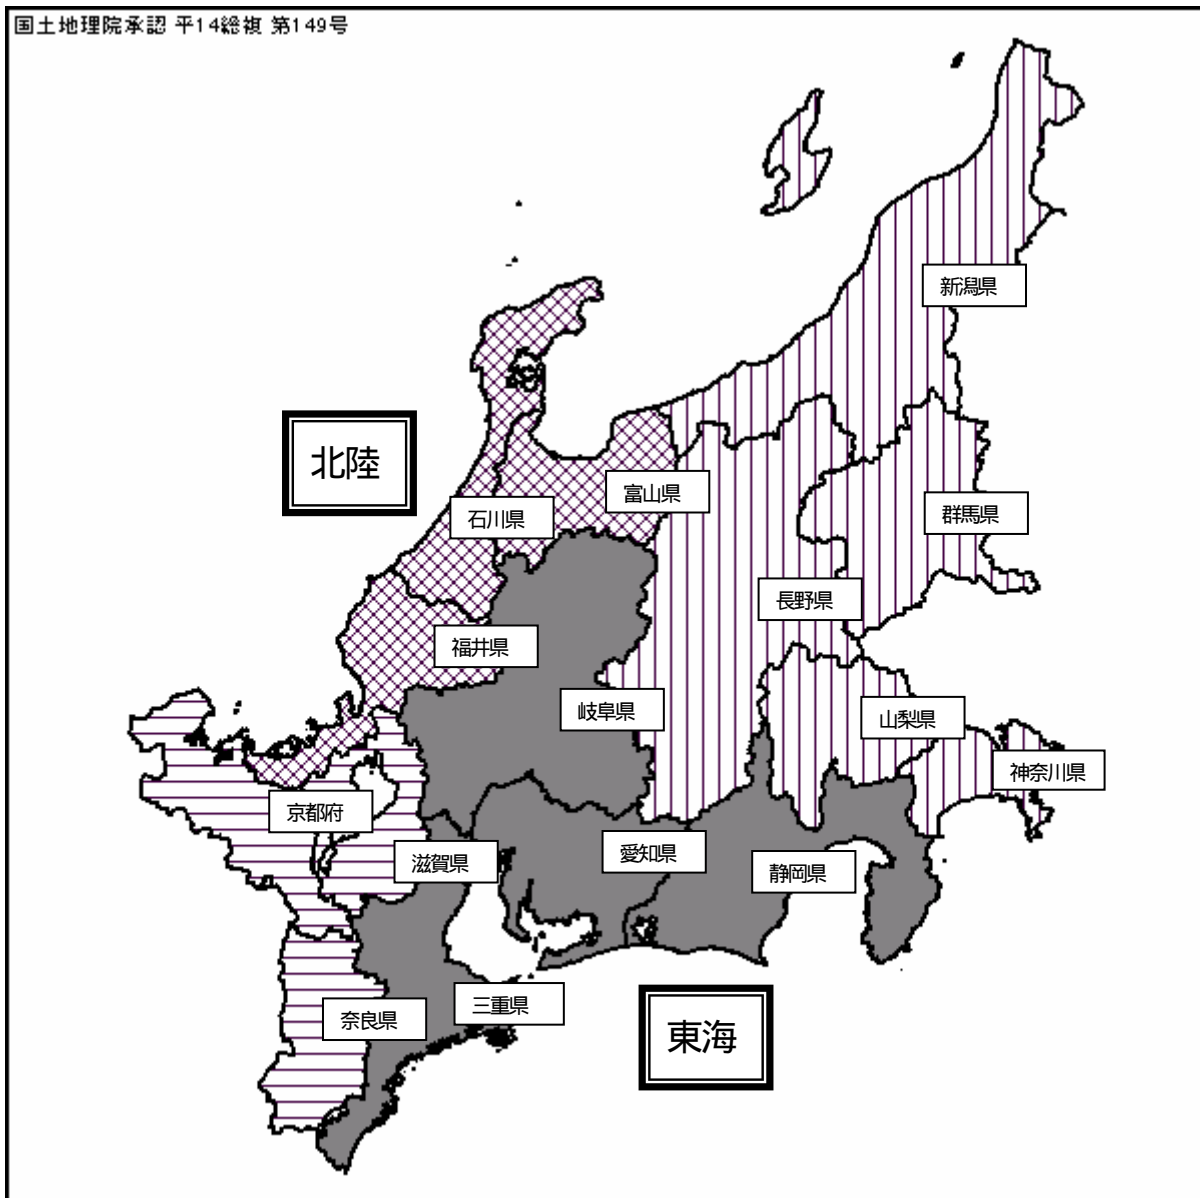 国土地理院承認 平14総複 第149号
新潟県
北陸
富山県
石川県
群馬県
長野県
福井県
岐阜県
山梨県
神奈川県
京都府
愛知県
滋賀県
静岡県
三重県
奈良県
東海